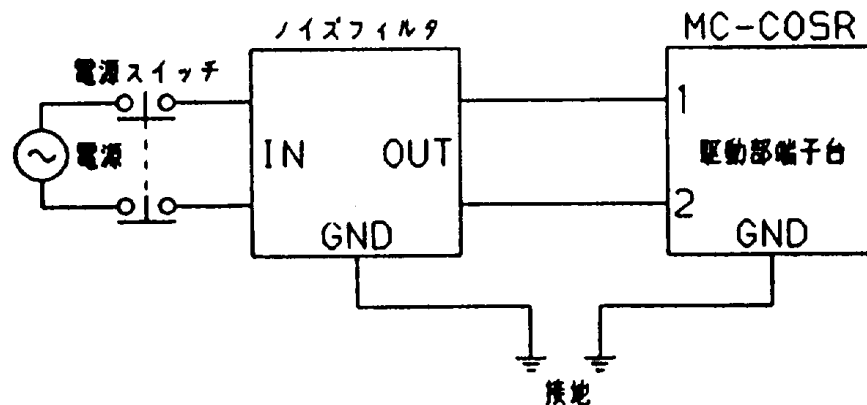 ノイズフィルタ
MC-COSR
電源スイッチ
電源
IN
OUT
GND
1
駆動部端子台
2
GND
接地